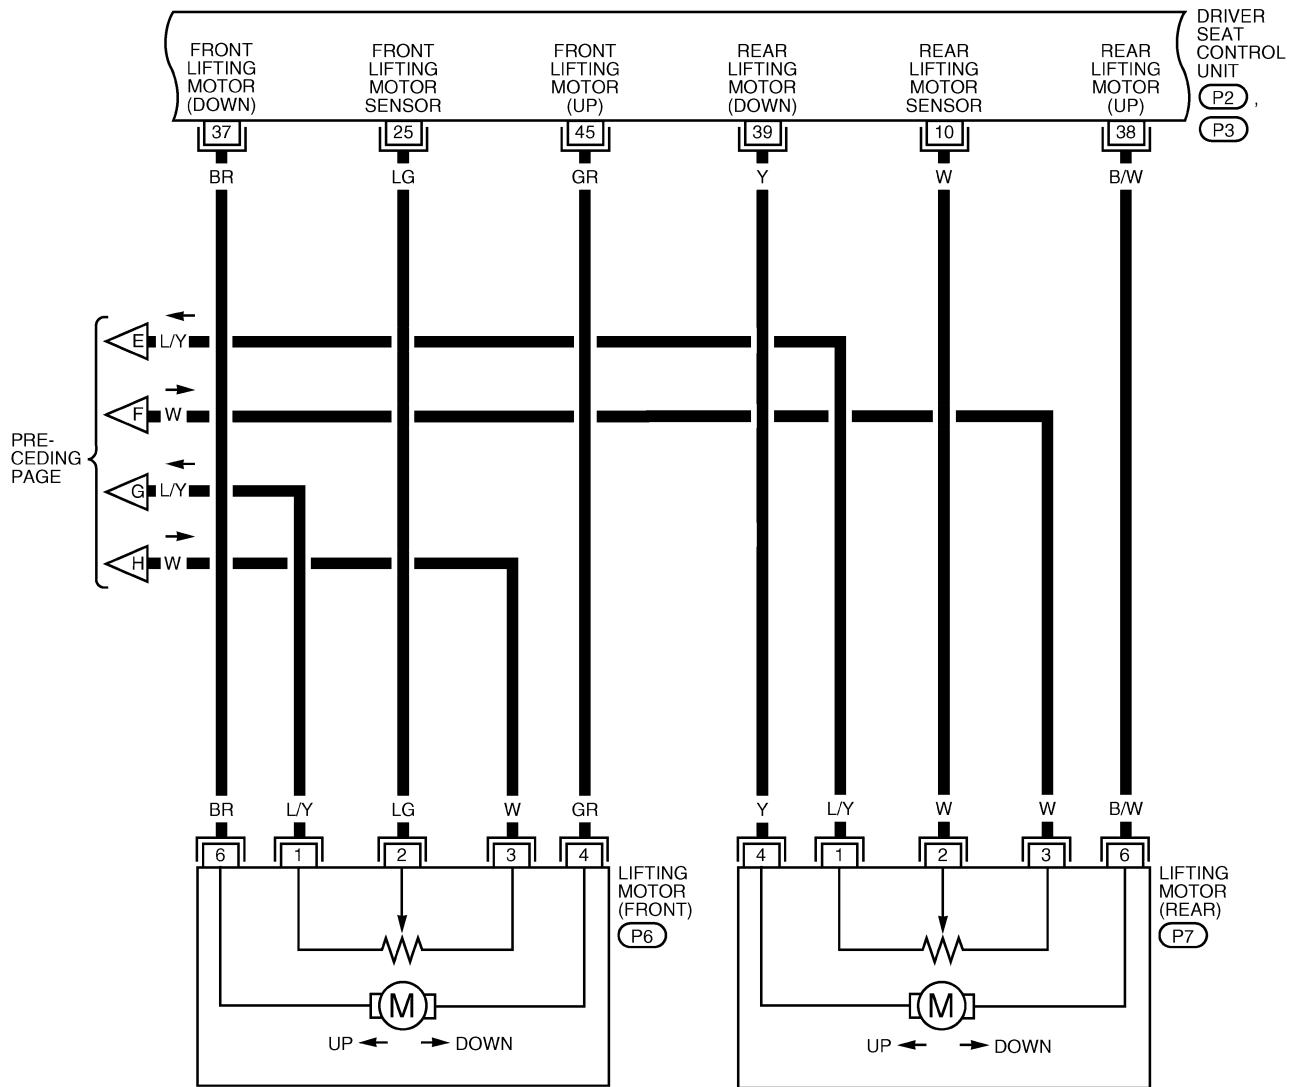 FRONT
LIFTING
MOTOR
(DOWN)
FRONT
LIFTING
MOTOR
SENSOR
FRONT
LIFTING
MOTOR
(UP)
REAR
LIFTING
MOTOR
(DOWN)
REAR
LIFTING
MOTOR
SENSOR
REAR
LIFTING
MOTOR
(UP)
DRIVER
SEAT
CONTROL
UNIT
P2 ,
P3
37 25 45 39 10 38
BR LG GR Y W B/W
E L/Y
F W
PRE-
CEDING
PAGE
G L/Y
H W
BR L/Y LG W GR Y L/Y W W B/W
6 1 2 3 4 4 1 2 3 6
LIFTING
MOTOR
(FRONT)
P6
LIFTING
MOTOR
(REAR)
P7
M
UP DOWN
M
UP DOWN